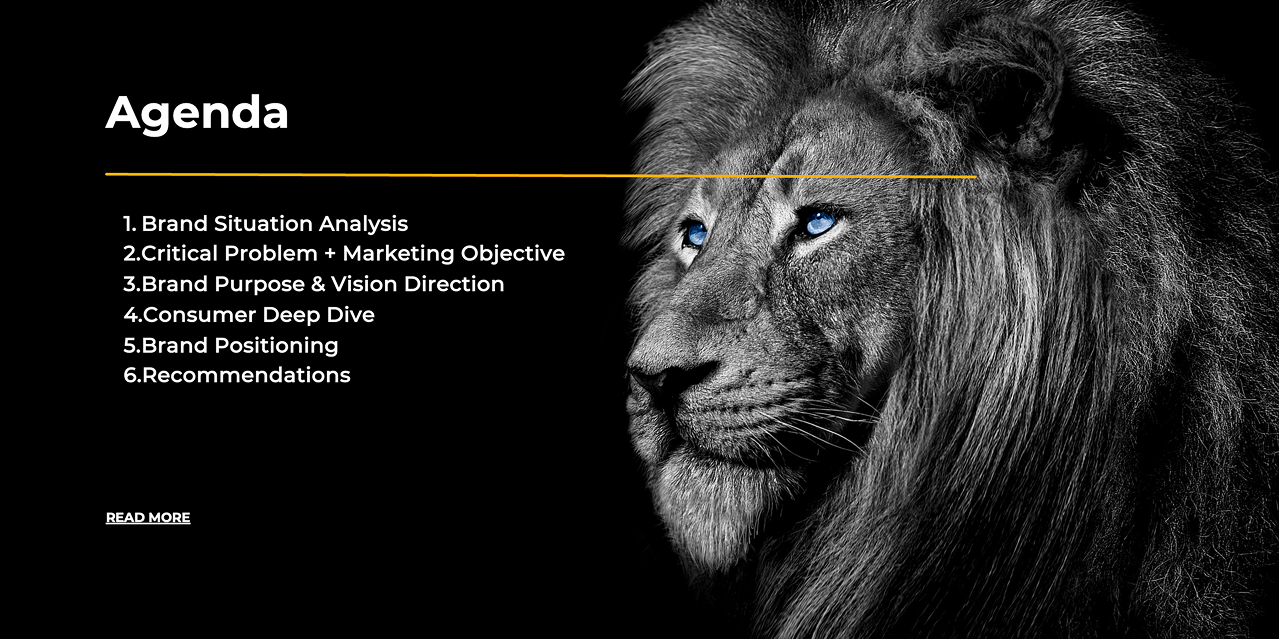 Agenda
1. Brand Situation Analysis
2.Critical Problem + Marketing Objective
3.Brand Purpose & Vision Direction
4.Consumer Deep Dive
5.Brand Positioning
6.Recommendations
READ MORE